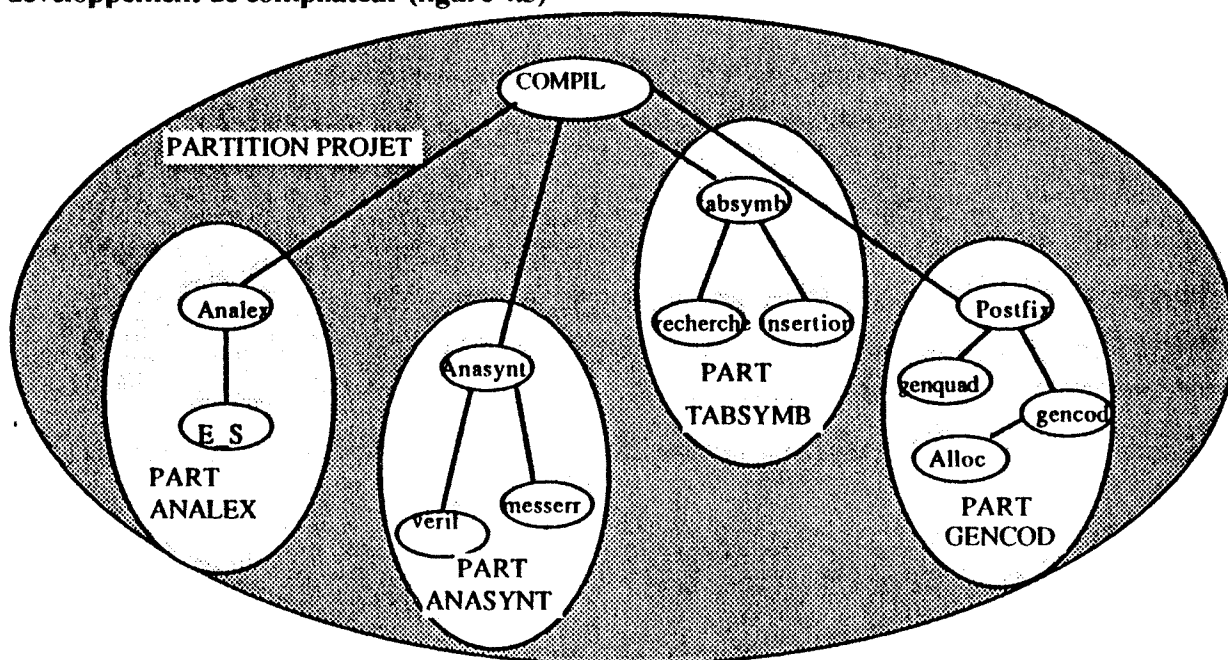 développement de compilateur (figure 4.3)
COMPIL
PARTITION PROJET
absymb
Analex
recherche
nsertion
Postfix
PART
TABSYMB
Anasynt
genquad
gencod
E_S
Alloc
PART
ANALEX
messerr
PART
GENCOD
PART
ANASYNT